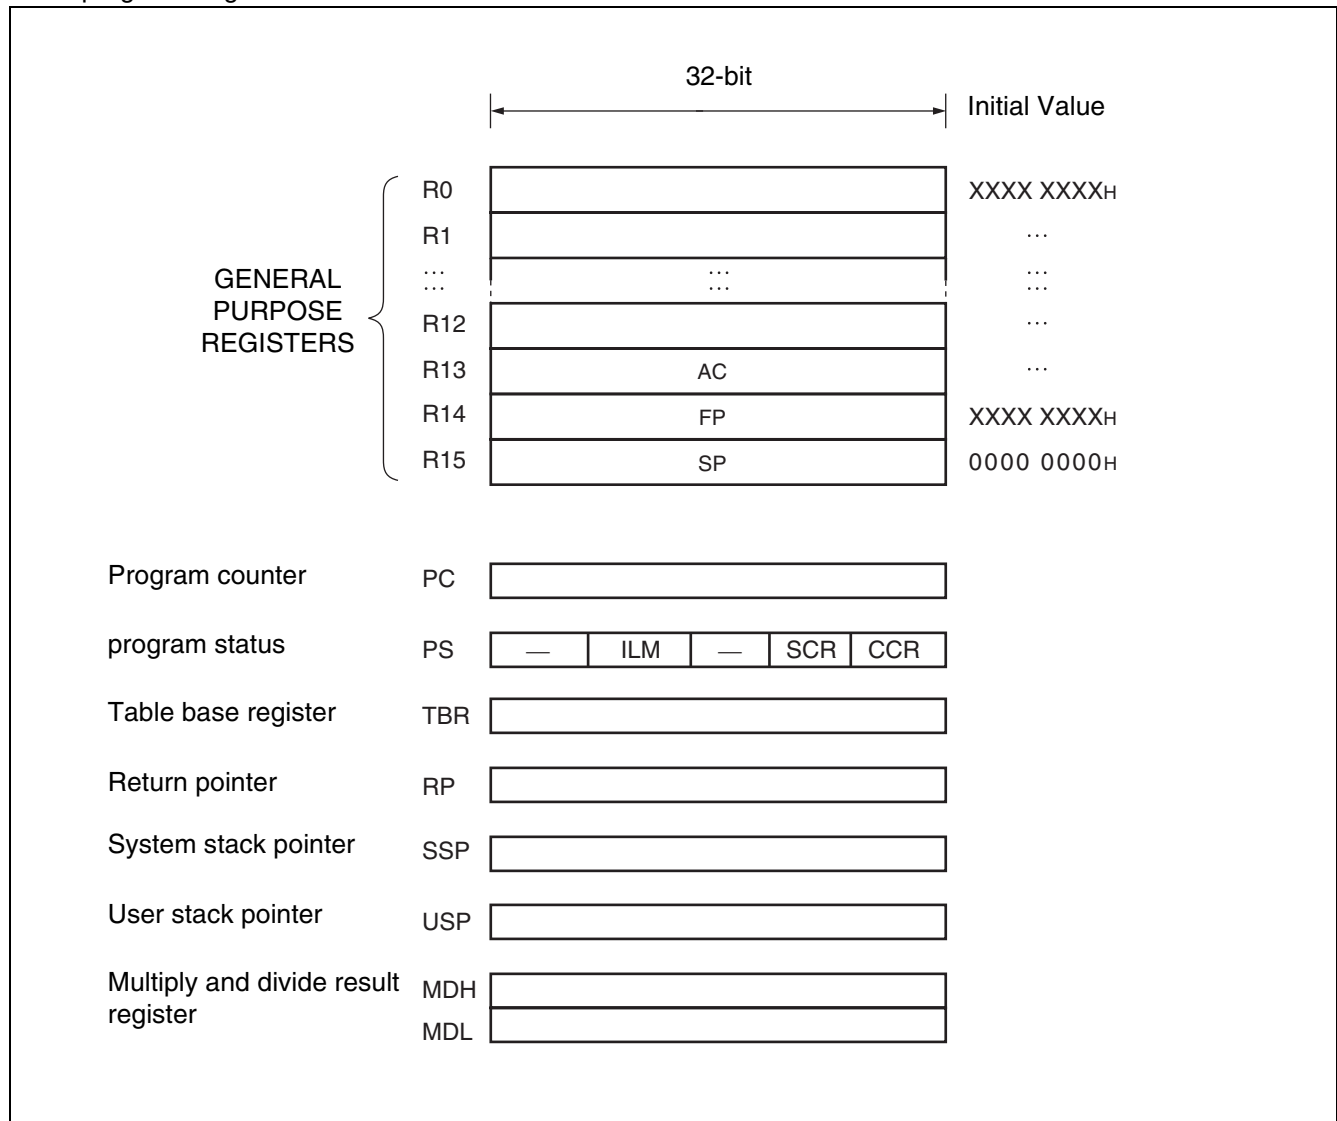 32-bit
Initial Value
GENERAL
PURPOSE
REGISTERS
R0 XXXX XXXXH
R1 ...
... ... ...
... ... ...
R12 ...
R13 AC ...
R14 FP XXXX XXXXH
R15 SP 0000 0000H
Program counter PC
program status PS — ILM — SCR CCR
Table base register TBR
Return pointer RP
System stack pointer SSP
User stack pointer USP
Multiply and divide result
register
MDH
MDL